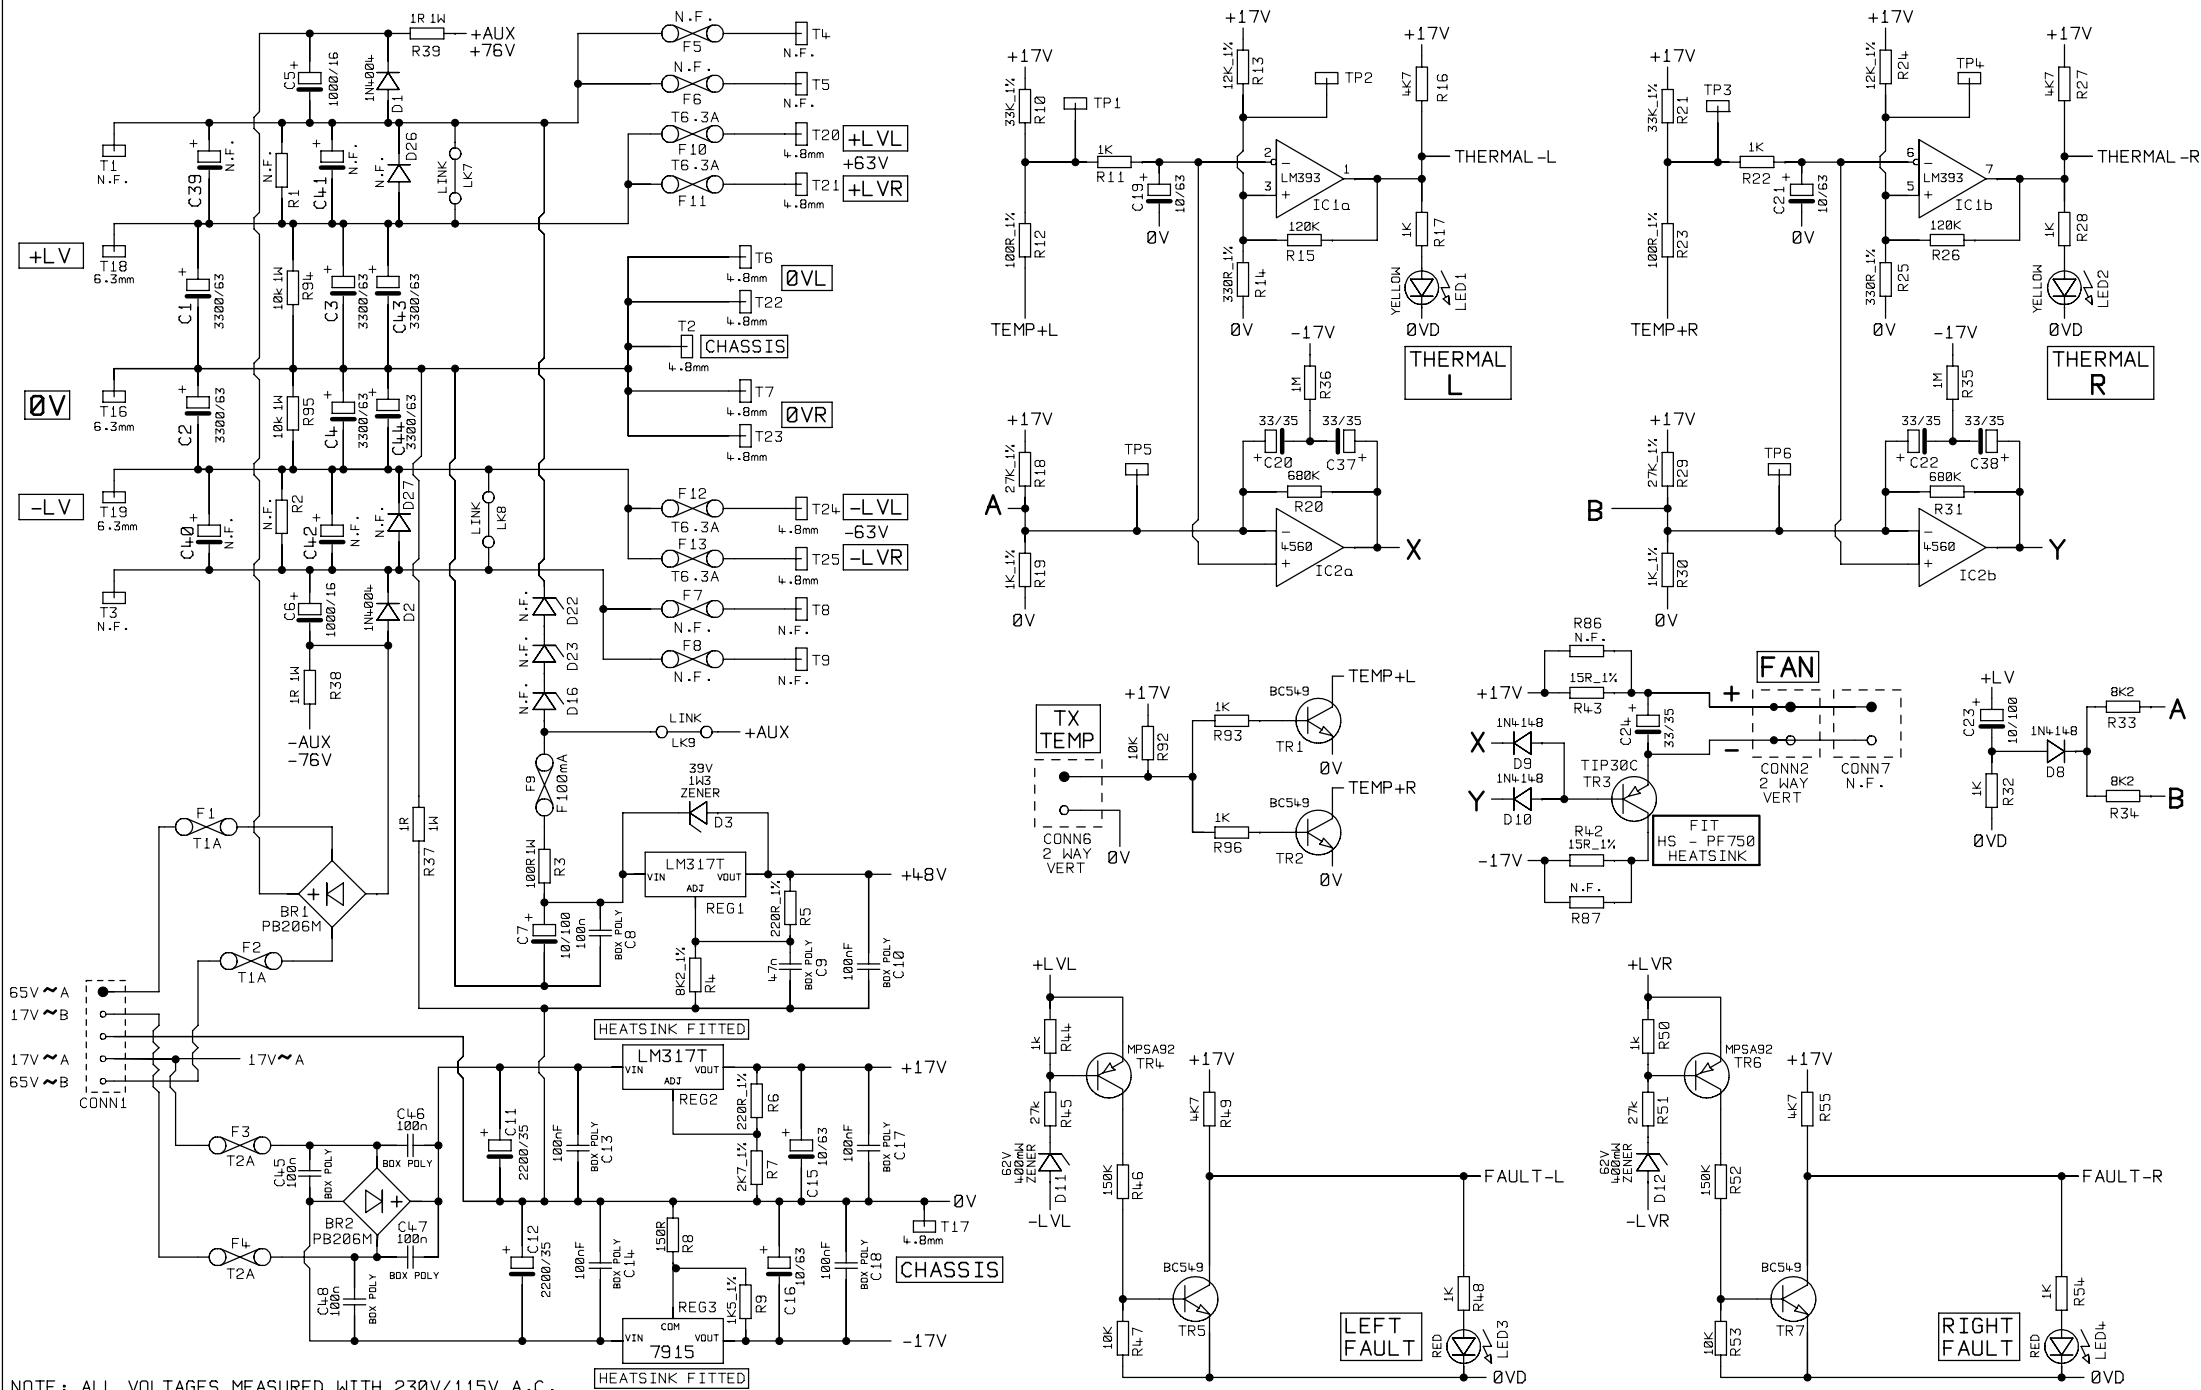 1R 1W
R39
+AUX
+76V
C5
+
1000/16
1N4004
D1
N.F.
F5
T4
N.F.
N.F.
F6
T5
N.F.
T6.3A
F10
T20
4.8mm
+LVL
+63V
T6.3A
F11
T21
4.8mm
+LVR
T1
N.F.
C39
+
N.F.
N.F.
R1
C41
+
N.F.
N.F.
D26
LINK
LK7
+LV
T18
6.3mm
C1
+
3300/63
10k 1W
R94
C3
+
3300/63
C43
+
3300/63
T6
4.8mm
0VL
T22
4.8mm
T2
4.8mm
CHASSIS
T7
4.8mm
0VR
T23
4.8mm
0V
T16
6.3mm
C2
+
3300/63
10k 1W
R95
C4
+
3300/63
C44
+
3300/63
-LV
T19
6.3mm
C40
+
N.F.
N.F.
R2
C42
+
N.F.
N.F.
D27
LINK
LK8
F12
T6.3A
T24
4.8mm
-LVL
-63V
F13
T6.3A
T25
4.8mm
-LVR
T3
N.F.
C6
+
1000/16
1N4004
D2
N.F.
D22
N.F.
D23
N.F.
D16
F7
N.F.
T8
N.F.
F8
N.F.
T9
N.F.
1R 1W
R38
-AUX
-76V
LINK
LK9
+AUX
F9
F100mA
39V
1W3
ZENER
D3
1R
1W
R37
100R 1W
R3
LM317T
VIN
VOUT
ADJ
REG1
+48V
C7
+
10/100
100n
BOX POLY
C8
220R_1%
R5
8K2_1%
R4
47n
BOX POLY
C9
100nF
BOX POLY
C10
F1
T1A
BR1
PB206M
+
F2
T1A
65V~A
17V~B
17V~A
65V~B
CONN1
17V~A
HEATSINK FITTED
LM317T
VIN
VOUT
ADJ
REG2
+17V
F3
T2A
C45
100n
BOX POLY
C46
100n
BOX POLY
BR2
PB206M
+
C47
100n
BOX POLY
F4
T2A
C48
100n
BOX POLY
C11
+
2200/35
100nF
BOX POLY
C13
220R_1%
R6
2K7_1%
R7
C15
+
10/63
100nF
BOX POLY
C17
0V
T17
4.8mm
CHASSIS
C12
+
2200/35
100nF
BOX POLY
C14
150R
R8
REG3
COM
VIN
VOUT
7915
1K5_1%
R9
C16
+
10/63
100nF
BOX POLY
C18
-17V
HEATSINK FITTED
NOTE: ALL VOLTAGES MEASURED WITH 230V/115V A.C.
+17V
33K_1%
R10
TP1
1K
R11
C19
+
10/63
0V
100R_1%
R12
TEMP+L
+17V
12K_1%
R13
TP2
2
-
LM393
3
+
1
IC1a
120K
R15
330R_1%
R14
0V
+17V
4K7
R16
THERMAL-L
1K
R17
YELLOW
LED1
0VD
THERMAL
L
-17V
1M
R36
33/35
33/35
+
C20
C37
+
680K
R20
-
4560
+
IC2a
X
+17V
27K_1%
R18
A
TP5
1K_1%
R19
0V
+17V
33K_1%
R21
TP3
1K
R22
C21
+
10/63
0V
100R_1%
R23
TEMP+R
+17V
12K_1%
R24
TP4
6
-
LM393
5
+
7
IC1b
120K
R26
330R_1%
R25
0V
+17V
4K7
R27
THERMAL-R
1K
R28
YELLOW
LED2
0VD
THERMAL
R
-17V
1M
R35
33/35
33/35
+
C22
C38
+
680K
R31
-
4560
+
IC2b
Y
+17V
27K_1%
R29
B
TP6
1K_1%
R30
0V
TX
TEMP
CONN6
2 WAY
VERT
0V
+17V
10K
R92
1K
R93
BC549
TR1
TEMP+L
0V
1K
R96
BC549
TR2
TEMP+R
0V
R86
N.F.
+17V
15R_1%
R43
X
1N4148
D9
Y
1N4148
D10
C24
+
33/35
TIP30C
TR3
FIT
HS - PF750
HEATSINK
R42
15R_1%
-17V
N.F.
R87
FAN
+
-
CONN2
2 WAY
VERT
CONN7
N.F.
+LV
C23
+
10/100
1K
R32
0VD
1N4148
D8
8K2
R33
A
8K2
R34
B
+LVL
1k
R44
MPSA92
TR4
27k
R45
62V
400mW
ZENER
D11
-LVL
150K
R46
10K
R47
+17V
4K7
R49
FAULT-L
BC549
TR5
1K
R48
RED
LED3
LEFT
FAULT
0VD
+LVR
1k
R50
MPSA92
TR6
27k
R51
62V
400mW
ZENER
D12
-LVR
150K
R52
10K
R53
+17V
4K7
R55
FAULT-R
BC549
TR7
1K
R54
RED
LED4
RIGHT
FAULT
0VD